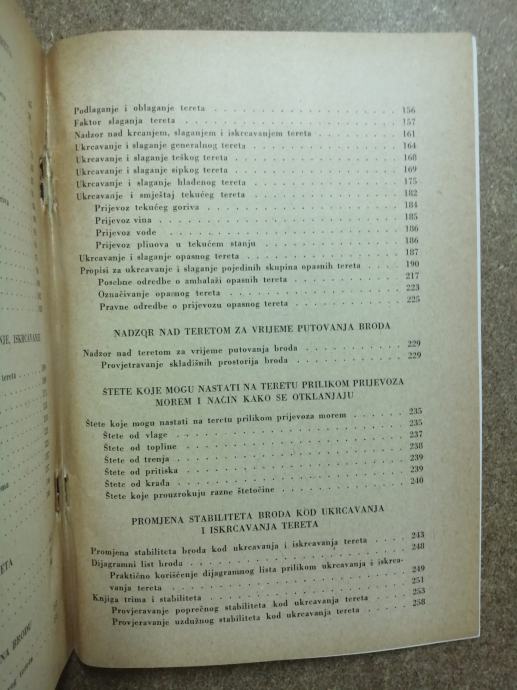 Podlaganje i oblaganje tereta . . . . . . . . . . . . . . . . 156
Faktor slaganja tereta . . . . . . . . . . . . . . . . 157
Nadzor nad krcanjem, slaganjem i iskrcavanjem tereta . . . . . . . . 161
Ukrcavanje i slaganje generalnog tereta . . . . . . . . . . . . 164
Ukrcavanje i slaganje teškog tereta . . . . . . . . . . . . 168
Ukrcavanje i slaganje sipkog tereta . . . . . . . . . . . . 169
Ukrcavanje i slaganje hlađenog tereta . . . . . . . . . . . . 175
Ukrcavanje i smještaj tekućeg tereta . . . . . . . . . . . . 182
Prijevoz tekućeg goriva . . . . . . . . . . . . 184
Prijevoz vina . . . . . . . . . . . . 185
Prijevoz vode . . . . . . . . . . . . 186
Prijevoz plinova u tekućem stanju . . . . . . . . . . . . 186
Ukrcavanje i slaganje opasnog tereta . . . . . . . . . . . . 187
Propisi za ukrcavanje i slaganje pojedinih skupina opasnih tereta . . . . 190
Posebne odredbe o ambalaži opasnih tereta . . . . . . . . 217
Označivanje opasnog tereta . . . . . . . . . . . . 223
Pravne odredbe o prijevozu opasnog tereta . . . . . . . . 225
NADZOR NAD TERETOM ZA VRIJEME PUTOVANJA BRODA
Nadzor nad teretom za vrijeme putovanja broda . . . . . . . . 229
Provjetravanje skladišnih prostorija broda . . . . . . . . 229
ŠTETE KOJE MOGU NASTATI NA TERETU PRILIKOM PRIJEVOZA
MOREM I NAČIN KAKO SE OTKLANJAJU
Štete koje mogu nastati na teretu prilikom prijevoza morem . . . . . . 235
Štete od vlage . . . . . . . . . . . . 235
Štete od topline . . . . . . . . . . . . 237
Štete od trenja . . . . . . . . . . . . 238
Štete od pritiska . . . . . . . . . . . . 239
Štete od krađa . . . . . . . . . . . . 239
Štete koje prouzrokuju razne štetočine . . . . . . . . 240
PROMJENA STABILITETA BRODA KOD UKRCAVANJA
I ISKRCAVANJA TERETA
Promjena stabiliteta broda kod ukrcavanja i iskrcavanja tereta . . . . 243
Dijagramni list broda . . . . . . . . . . . . 248
Praktično korišćenje dijagramnog lista prilikom ukrcavanja i iskrca-
vanja tereta . . . . . . . . . . . . 249
Knjiga trima i stabiliteta . . . . . . . . . . . . 251
Provjeravanje poprečnog stabiliteta kod ukrcavanja tereta . . . . 253
Provjeravanje uzdužnog stabiliteta kod ukrcavanja tereta . . . . 258